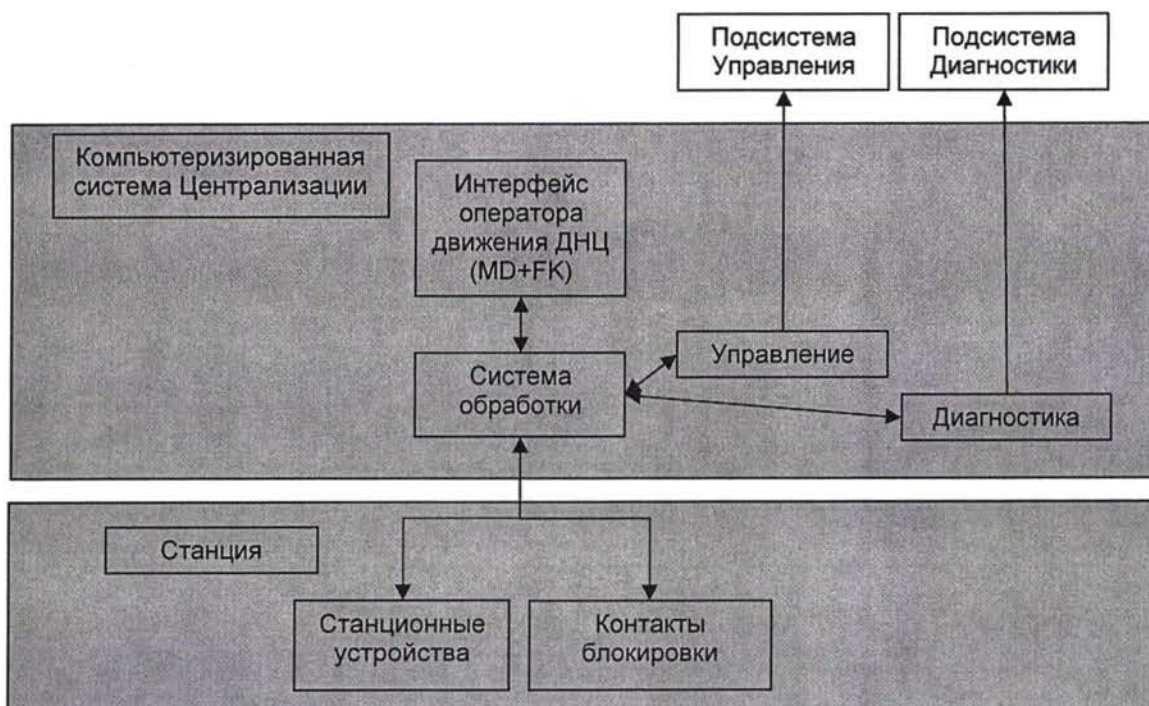 Подсистема
Управления
Подсистема
Диагностики
Компьютеризированная
система Централизации
Интерфейс
оператора
движения ДНЦ
(MD+FK)
Управление
Система
обработки
Диагностика
Станция
Станционные
устройства
Контакты
блокировки